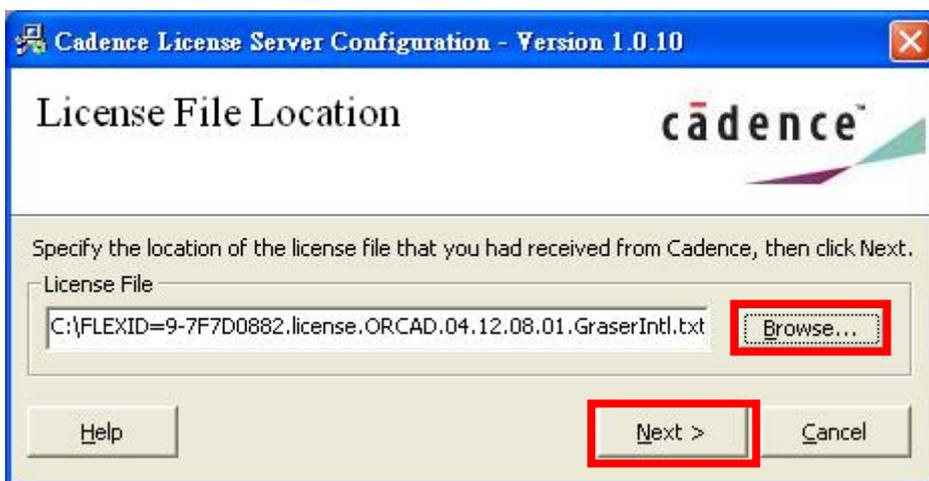 Cadence License Server Configuration - Version 1.0.10
License File Location
cādence™
Specify the location of the license file that you had received from Cadence, then click Next.
License File
C:\FLEXID=9-7F7D0882.license.ORCAD.04.12.08.01.GraserIntl.txt
Browse...
Help
Next >
Cancel